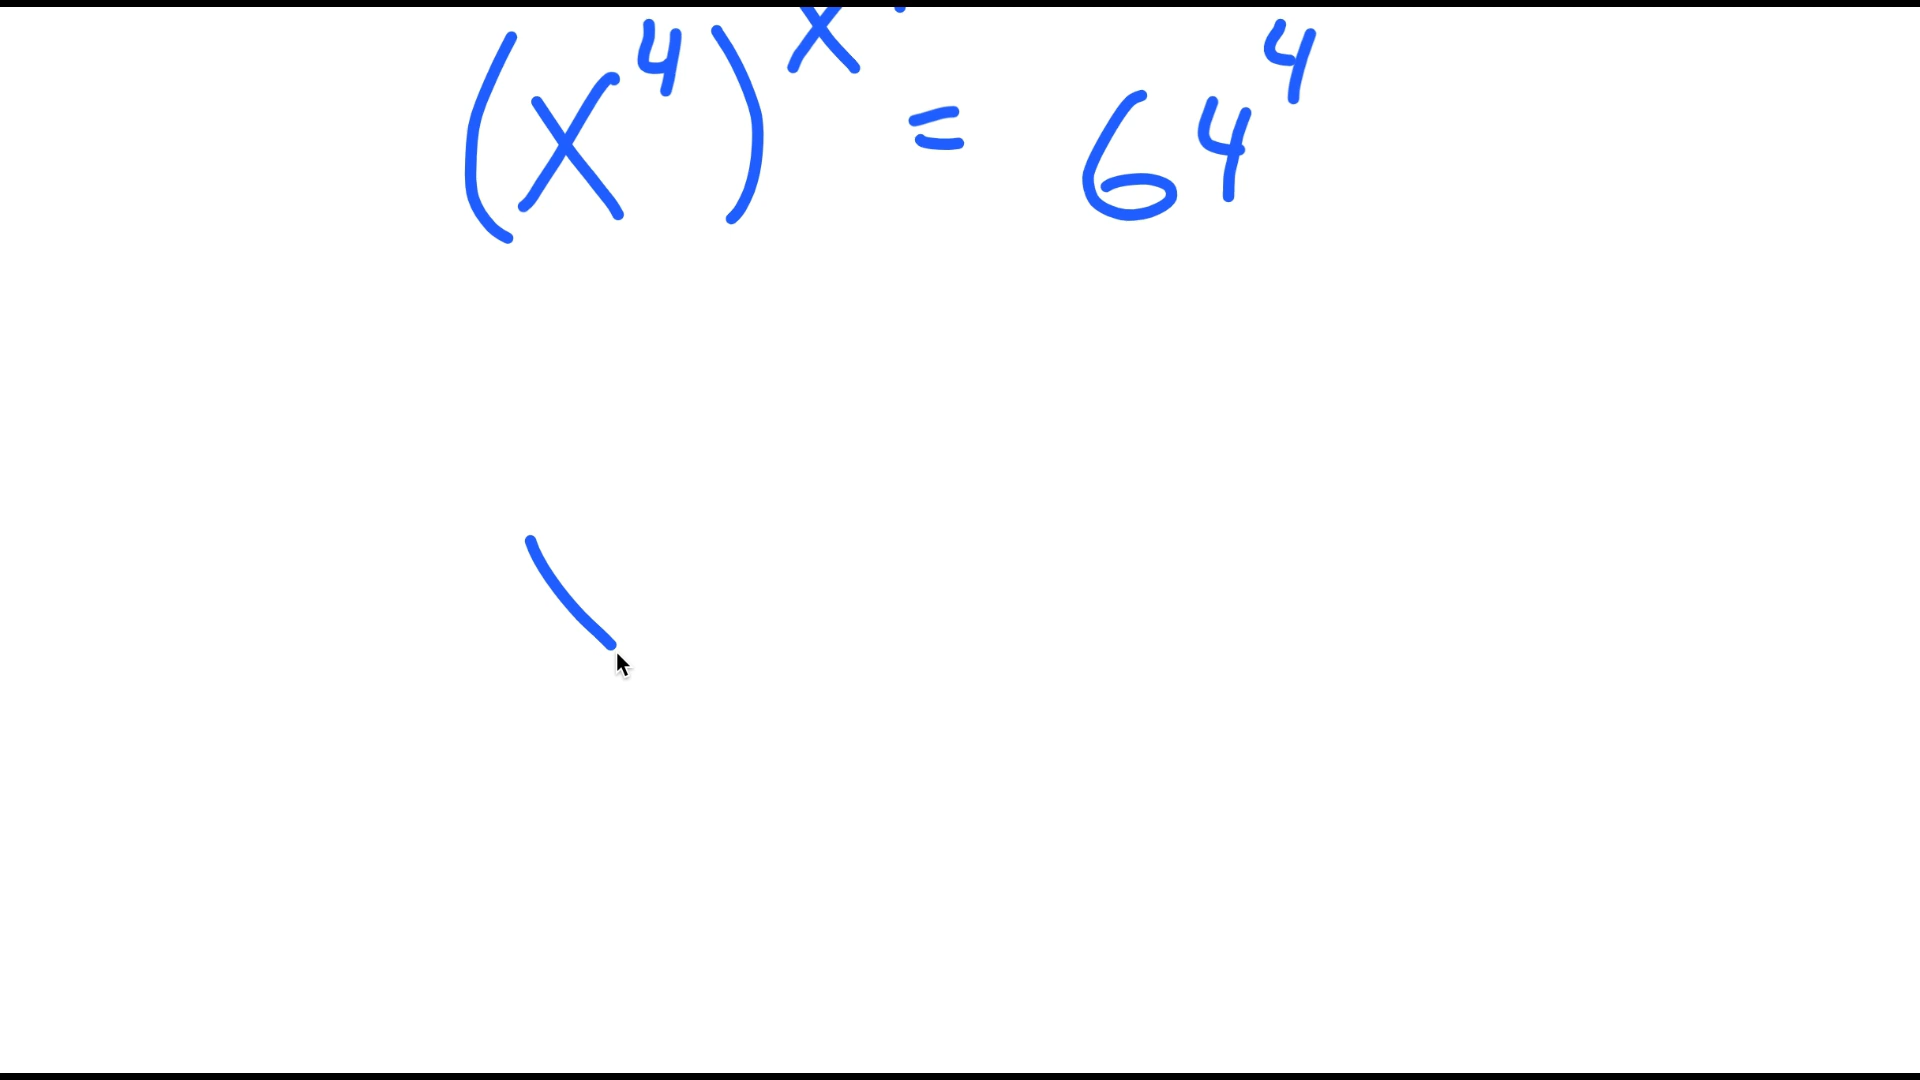 (x⁴)ˣ = 64⁴